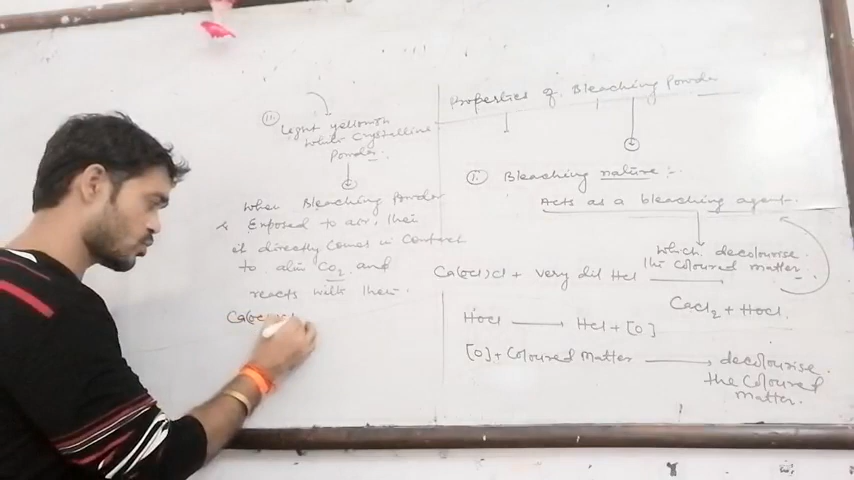 Properties of Bleaching Powder
(i). Bleaching nature :-
Acts as a bleaching agent.
which decolourise
the coloured matter
Ca(ocl)cl + very dil Hcl
Cacl2 + Hocl.
Hocl → Hcl + [O]
[O] + Coloured Matter → decolourise
the Coloured
matter.
(ii). Light yellowish
white Crystalline
Powder :-
when Bleaching Powder
is Exposed to air, then
it directly comes in Contact
to CO2 and
reacts with them.